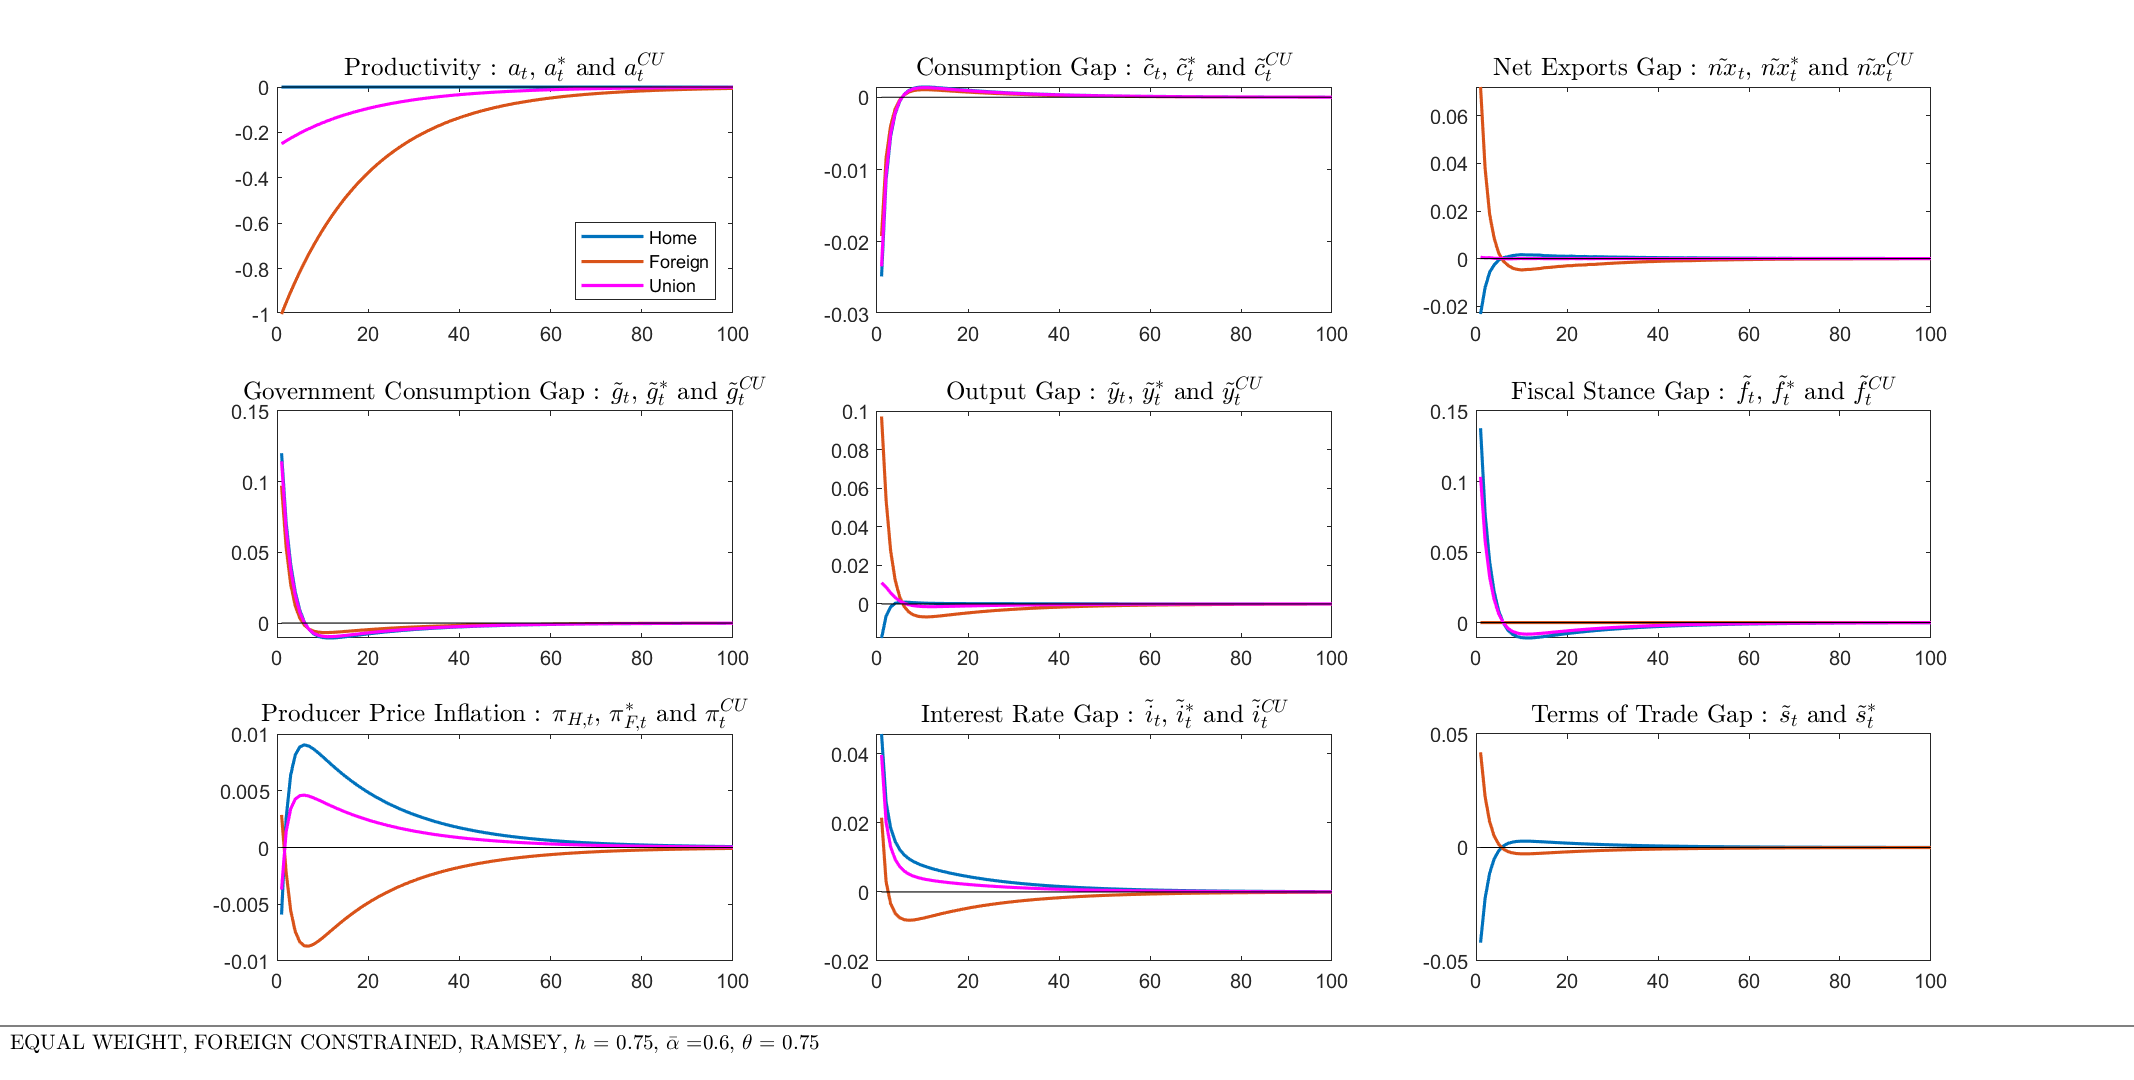 Productivity : a_t, a_t^* and a_t^{CU}
0
-0.2
-0.4
-0.6
-0.8
-1
0 20 40 60 80 100
Home
Foreign
Union
Consumption Gap : c̃_t, c̃_t^* and c̃_t^{CU}
0
-0.01
-0.02
-0.03
0 20 40 60 80 100
Net Exports Gap : ñx_t, ñx_t^* and ñx_t^{CU}
0.06
0.04
0.02
0
-0.02
0 20 40 60 80 100
Government Consumption Gap : g̃_t, g̃_t^* and g̃_t^{CU}
0.15
0.1
0.05
0
0 20 40 60 80 100
Output Gap : ỹ_t, ỹ_t^* and ỹ_t^{CU}
0.1
0.08
0.06
0.04
0.02
0
0 20 40 60 80 100
Fiscal Stance Gap : f̃_t, f̃_t^* and f̃_t^{CU}
0.15
0.1
0.05
0
0 20 40 60 80 100
Producer Price Inflation : π_{H,t}, π_{F,t}^* and π_t^{CU}
0.01
0.005
0
-0.005
-0.01
0 20 40 60 80 100
Interest Rate Gap : ĩ_t, ĩ_t^* and ĩ_t^{CU}
0.04
0.02
0
-0.02
0 20 40 60 80 100
Terms of Trade Gap : s̃_t and s̃_t^*
0.05
0
-0.05
0 20 40 60 80 100
EQUAL WEIGHT, FOREIGN CONSTRAINED, RAMSEY, h = 0.75, ᾱ =0.6, θ = 0.75